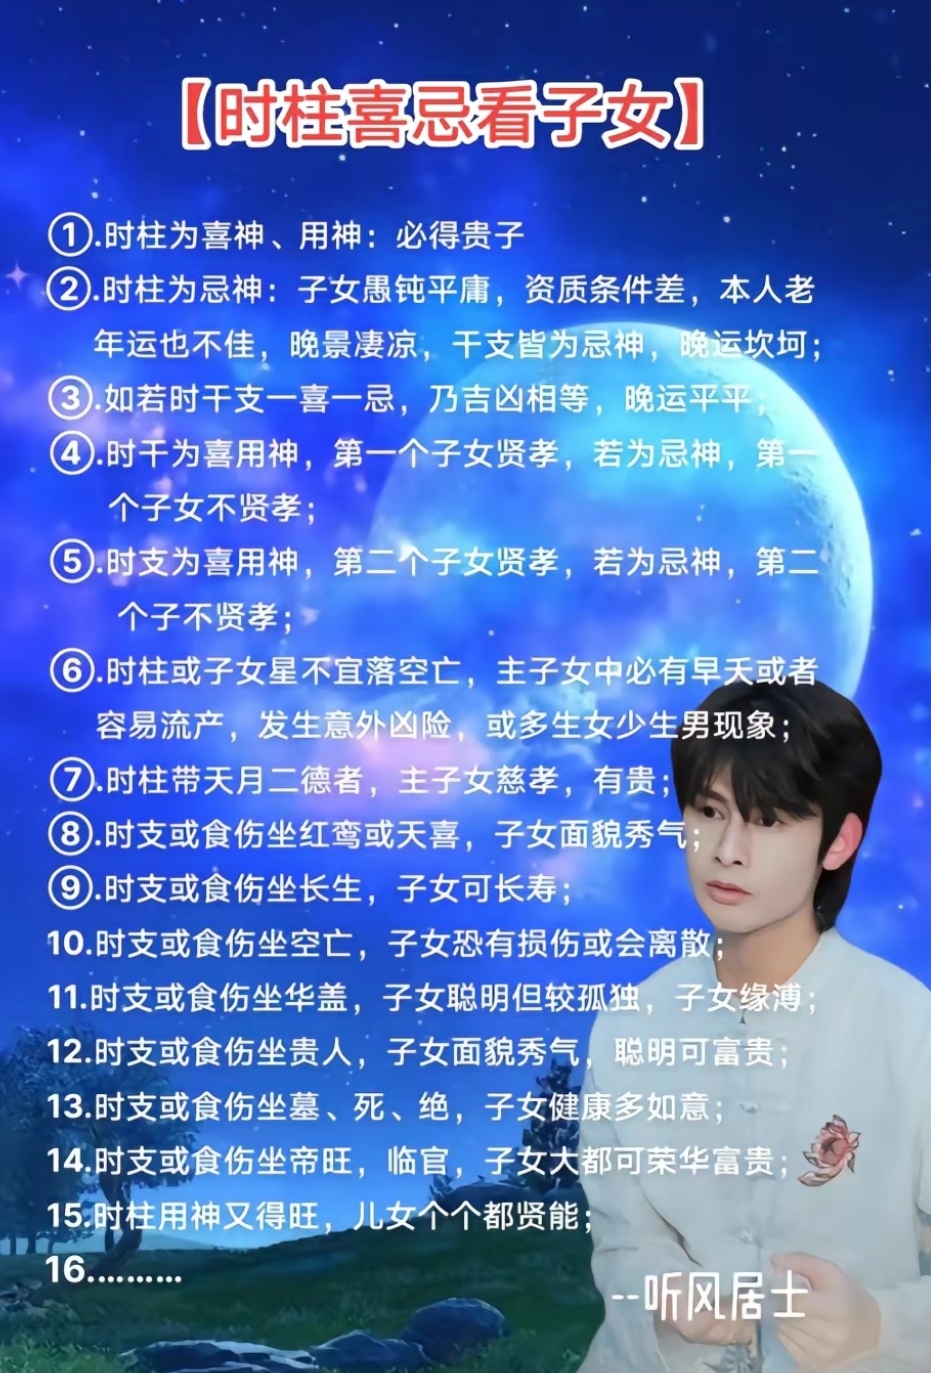 【时柱喜忌看子女】
①.时柱为喜神、用神：必得贵子
②.时柱为忌神：子女愚钝平庸，资质条件差，本人老
年运也不佳，晚景凄凉，干支皆为忌神，晚运坎坷；
③.如若时干支一喜一忌，乃吉凶相等，晚运平平；
④.时干为喜用神，第一个子女贤孝，若为忌神，第一
个子女不贤孝；
⑤.时支为喜用神，第二个子女贤孝，若为忌神，第二
个子不贤孝；
⑥.时柱或子女星不宜落空亡，主子女中必有早夭或者
容易流产，发生意外凶险，或多生女少生男现象；
⑦.时柱带天月二德者，主子女慈孝，有贵；
⑧.时支或食伤坐红鸾或天喜，子女面貌秀气；
⑨.时支或食伤坐长生，子女可长寿；
10.时支或食伤坐空亡，子女恐有损伤或会离散；
11.时支或食伤坐华盖，子女聪明但较孤独，子女缘溥；
12.时支或食伤坐贵人，子女面貌秀气，聪明可富贵；
13.时支或食伤坐墓、死、绝，子女健康多如意；
14.时支或食伤坐帝旺，临官，子女大都可荣华富贵；
15.时柱用神又得旺，儿女个个都贤能；
16..........
--听风居士